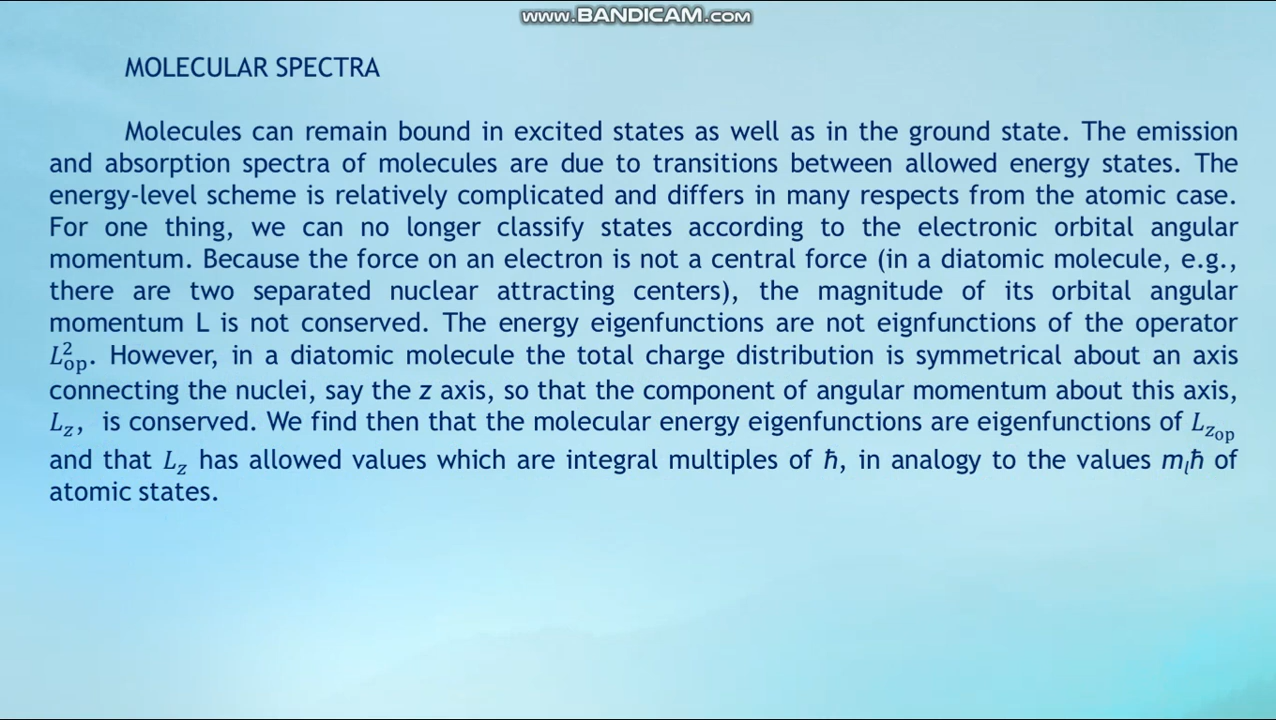 www.BANDICAM.com
MOLECULAR SPECTRA
Molecules can remain bound in excited states as well as in the ground state. The emission
and absorption spectra of molecules are due to transitions between allowed energy states. The
energy-level scheme is relatively complicated and differs in many respects from the atomic case.
For one thing, we can no longer classify states according to the electronic orbital angular
momentum. Because the force on an electron is not a central force (in a diatomic molecule, e.g.,
there are two separated nuclear attracting centers), the magnitude of its orbital angular
momentum L is not conserved. The energy eigenfunctions are not eignfunctions of the operator
L²op. However, in a diatomic molecule the total charge distribution is symmetrical about an axis
connecting the nuclei, say the z axis, so that the component of angular momentum about this axis,
Lz, is conserved. We find then that the molecular energy eigenfunctions are eigenfunctions of Lzop
and that Lz has allowed values which are integral multiples of ħ, in analogy to the values mlħ of
atomic states.